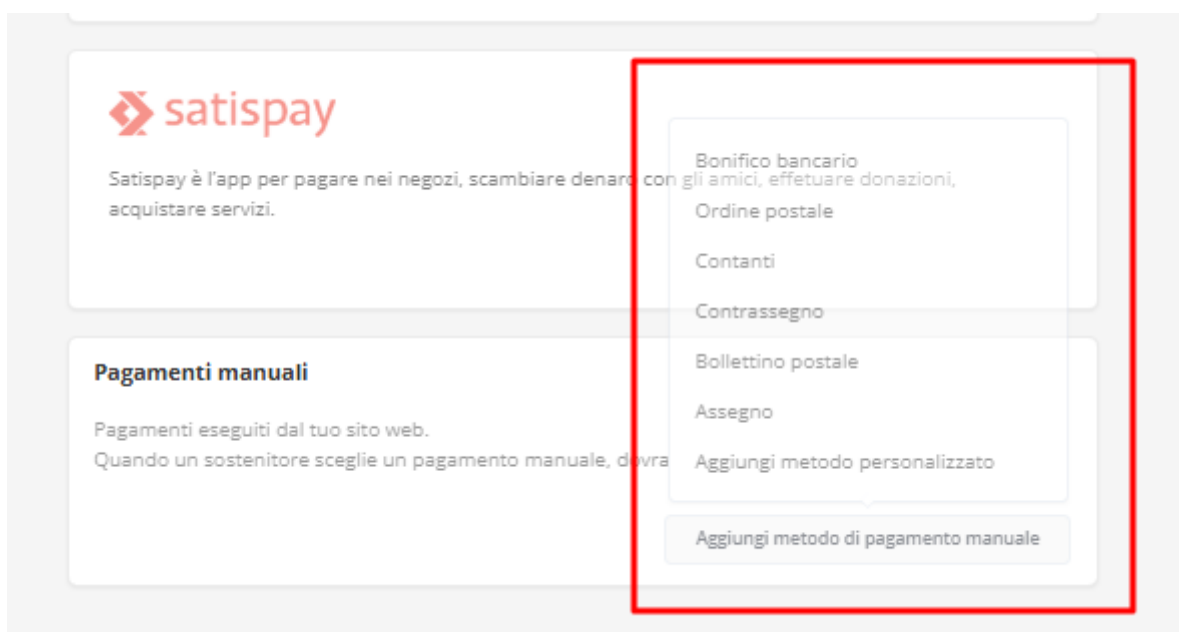 satispay
Satispay è l'app per pagare nei negozi, scambiare denaro con gli amici, effetuare donazioni,
acquistare servizi.
Bonifico bancario
Ordine postale
Contanti
Contrassegno
Bollettino postale
Assegno
Aggiungi metodo personalizzato
Pagamenti manuali
Pagamenti eseguiti dal tuo sito web.
Quando un sostenitore sceglie un pagamento manuale, dovra
Aggiungi metodo di pagamento manuale